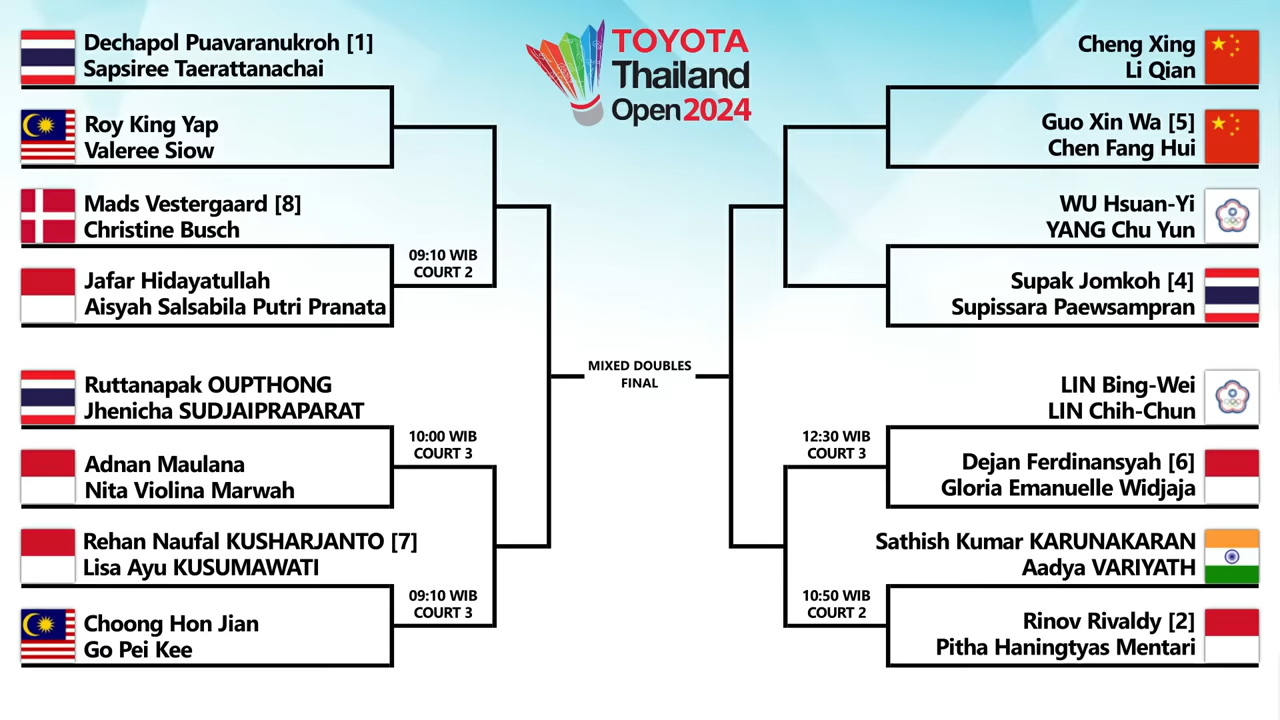 TOYOTA
Thailand
Open 2024
Dechapol Puavaranukroh [1]
Sapsiree Taerattanachai
Roy King Yap
Valeree Siow
Mads Vestergaard [8]
Christine Busch
09:10 WIB
COURT 2
Jafar Hidayatullah
Aisyah Salsabila Putri Pranata
Ruttanapak OUPTHONG
Jhenicha SUDJAIPRAPARAT
10:00 WIB
COURT 3
Adnan Maulana
Nita Violina Marwah
Rehan Naufal KUSHARJANTO [7]
Lisa Ayu KUSUMAWATI
09:10 WIB
COURT 3
Choong Hon Jian
Go Pei Kee
MIXED DOUBLES
FINAL
Cheng Xing
Li Qian
Guo Xin Wa [5]
Chen Fang Hui
WU Hsuan-Yi
YANG Chu Yun
Supak Jomkoh [4]
Supissara Paewsampran
LIN Bing-Wei
LIN Chih-Chun
12:30 WIB
COURT 3
Dejan Ferdinansyah [6]
Gloria Emanuelle Widjaja
Sathish Kumar KARUNAKARAN
Aadya VARIYATH
10:50 WIB
COURT 2
Rinov Rivaldy [2]
Pitha Haningtyas Mentari